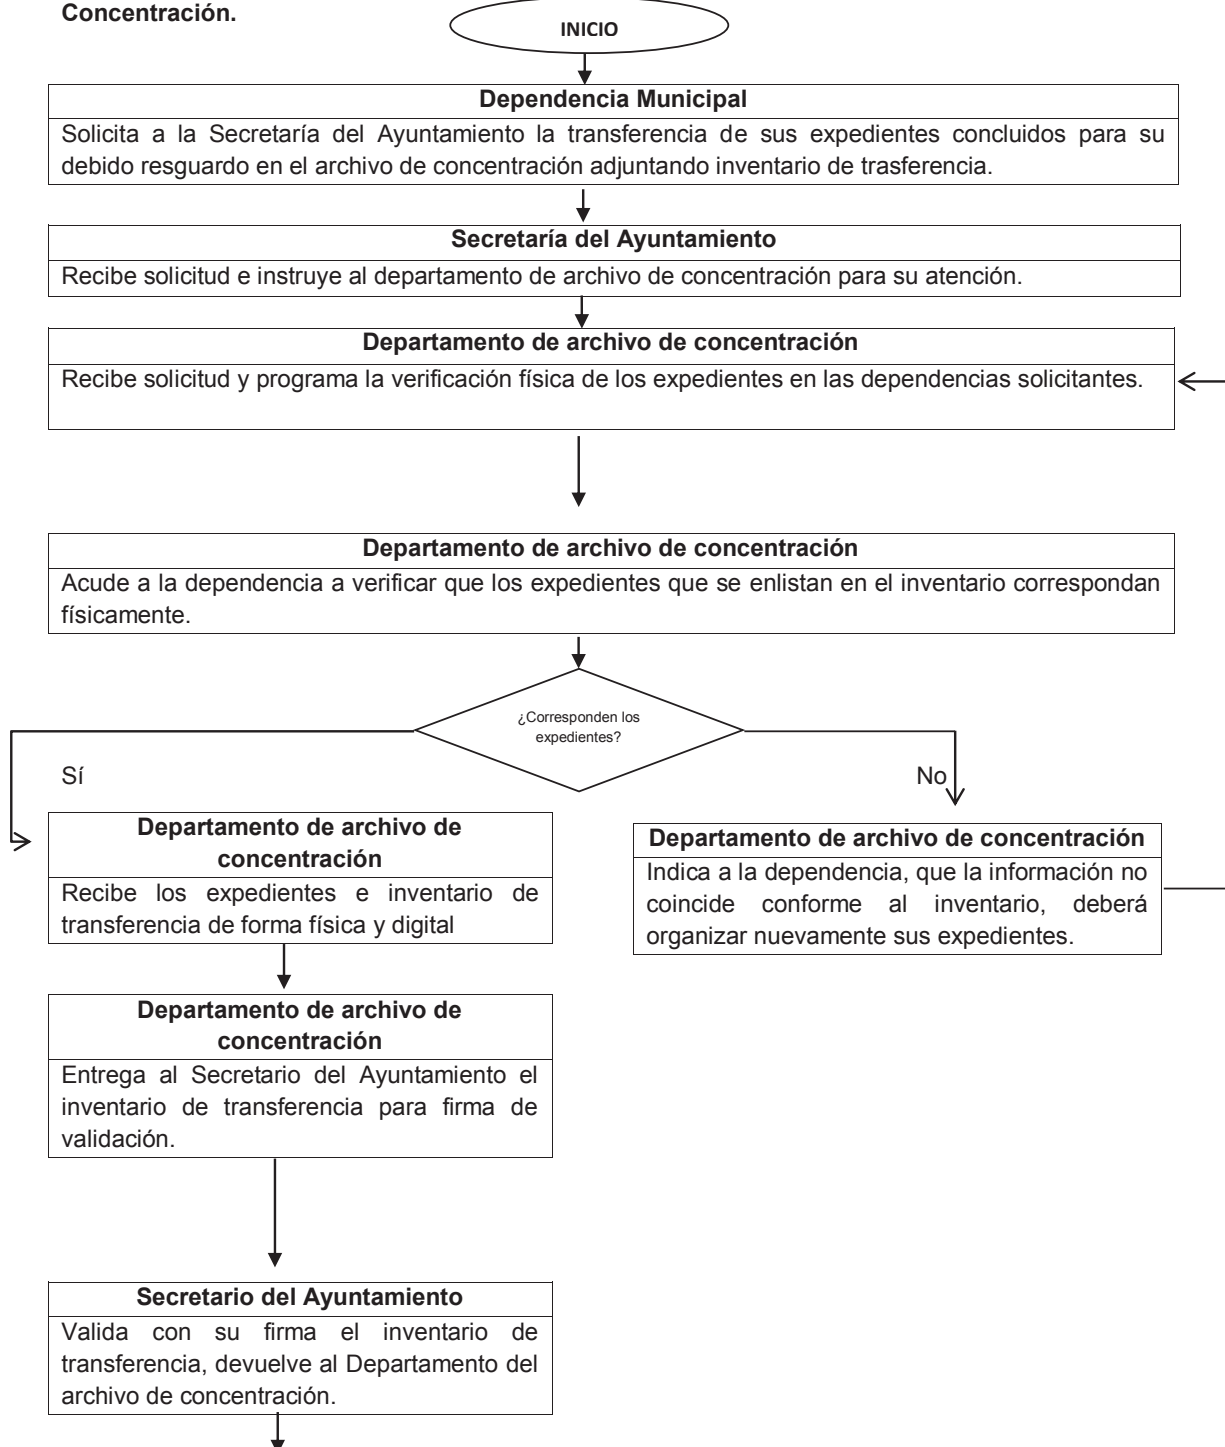 Concentración.
INICIO
Dependencia Municipal
Solicita a la Secretaría del Ayuntamiento la transferencia de sus expedientes concluidos para su
debido resguardo en el archivo de concentración adjuntando inventario de trasferencia.
Secretaría del Ayuntamiento
Recibe solicitud e instruye al departamento de archivo de concentración para su atención.
Departamento de archivo de concentración
Recibe solicitud y programa la verificación física de los expedientes en las dependencias solicitantes.
Departamento de archivo de concentración
Acude a la dependencia a verificar que los expedientes que se enlistan en el inventario correspondan
físicamente.
¿Corresponden los
expedientes?
Sí
No
Departamento de archivo de
concentración
Recibe los expedientes e inventario de
transferencia de forma física y digital
Departamento de archivo de concentración
Indica a la dependencia, que la información no
coincide conforme al inventario, deberá
organizar nuevamente sus expedientes.
Departamento de archivo de
concentración
Entrega al Secretario del Ayuntamiento el
inventario de transferencia para firma de
validación.
Secretario del Ayuntamiento
Valida con su firma el inventario de
transferencia, devuelve al Departamento del
archivo de concentración.